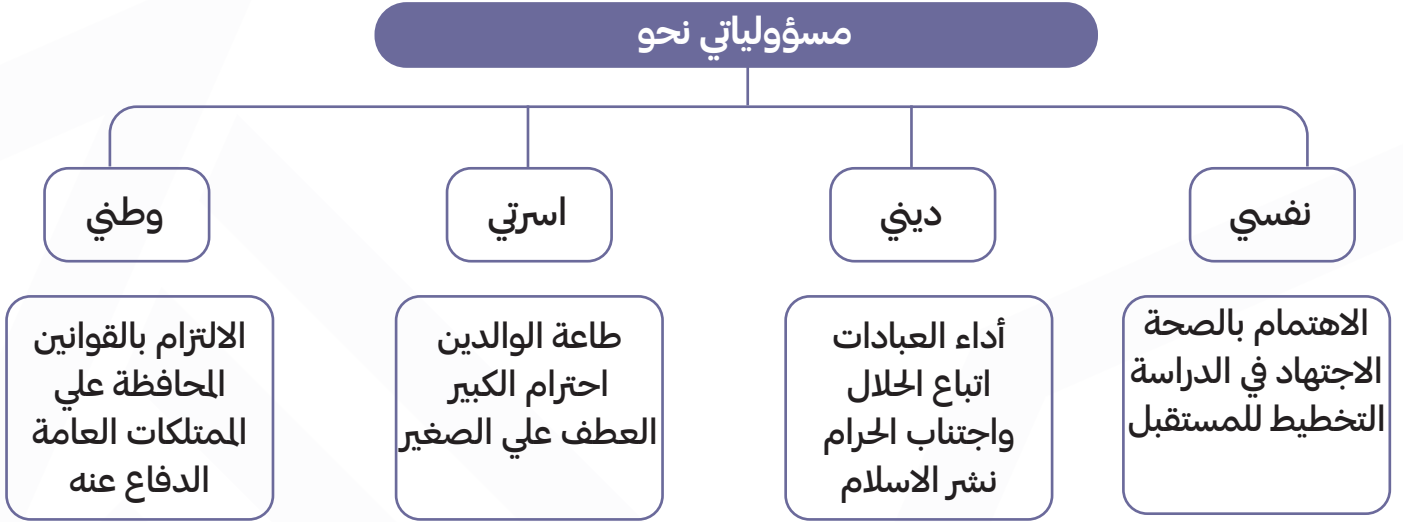 مسؤولياتي نحو
نفسي
ديني
اسرتي
وطني
الاهتمام بالصحة
الاجتهاد في الدراسة
التخطيط للمستقبل
أداء العبادات
اتباع الحلال
واجتناب الحرام
نشر الاسلام
طاعة الوالدين
احترام الكبير
العطف علي الصغير
الالتزام بالقوانين
المحافظة علي
الممتلكات العامة
الدفاع عنه